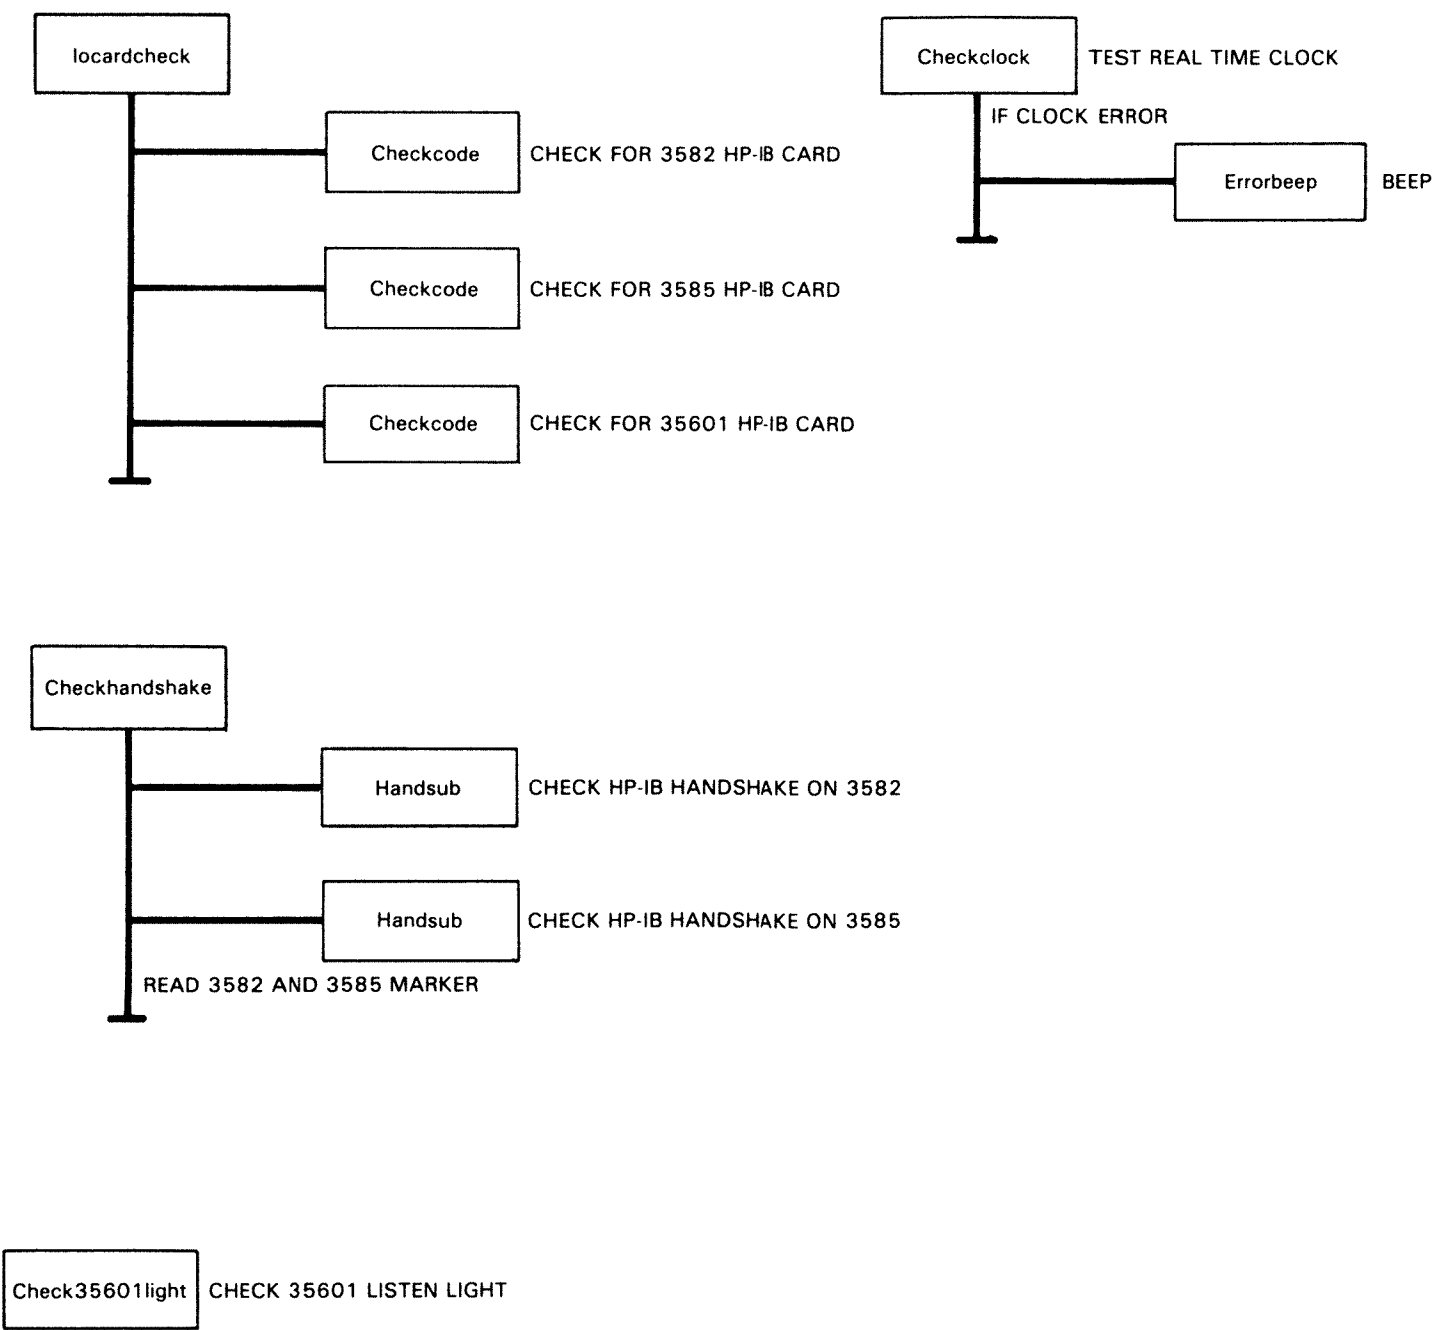 Iocardcheck
Checkcode CHECK FOR 3582 HP-IB CARD
Checkcode CHECK FOR 3585 HP-IB CARD
Checkcode CHECK FOR 35601 HP-IB CARD
Checkclock TEST REAL TIME CLOCK
IF CLOCK ERROR
Errorbeep BEEP
Checkhandshake
Handsub CHECK HP-IB HANDSHAKE ON 3582
Handsub CHECK HP-IB HANDSHAKE ON 3585
READ 3582 AND 3585 MARKER
Check35601light CHECK 35601 LISTEN LIGHT